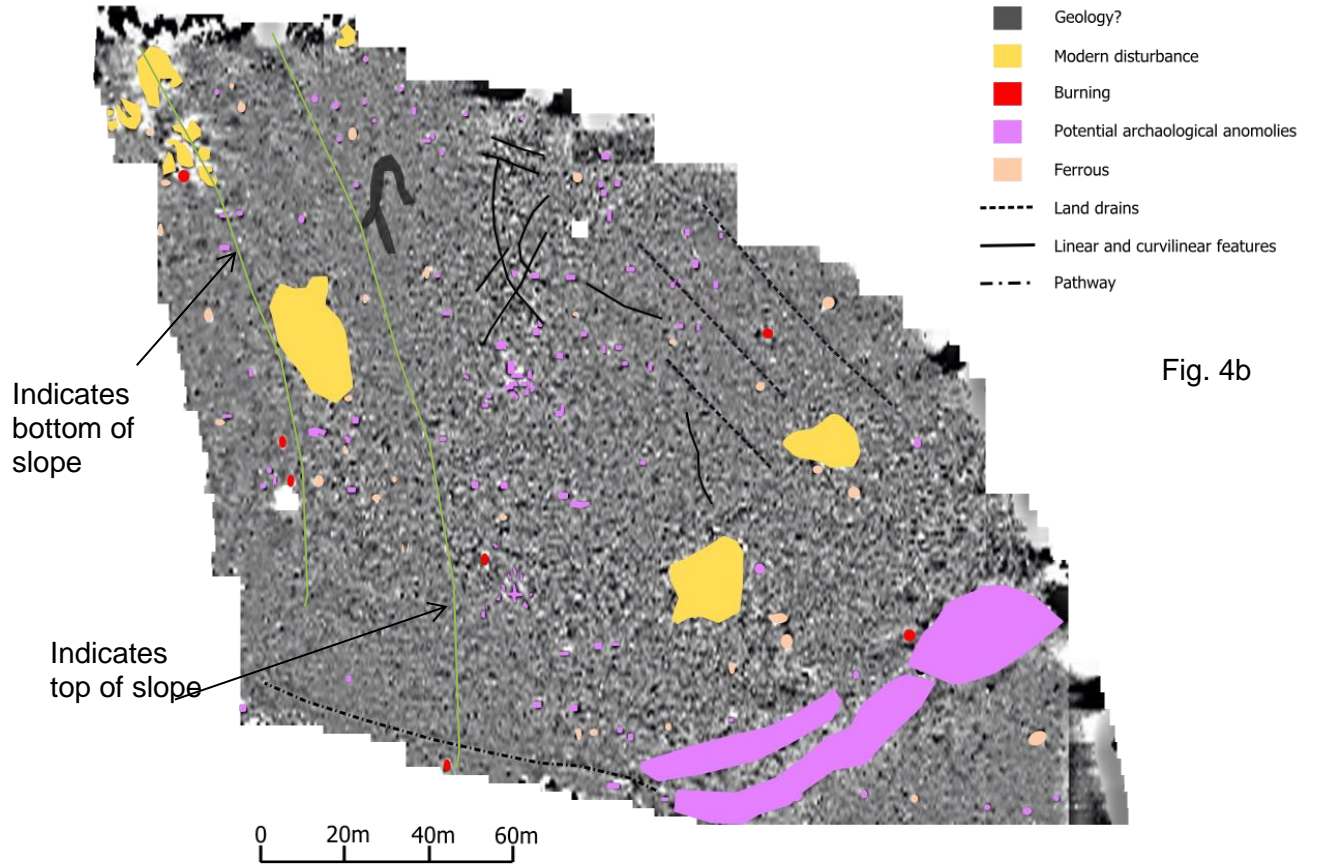 Geology?
Modern disturbance
Burning
Potential archaological anomolies
Ferrous
Land drains
Linear and curvilinear features
Pathway
Fig. 4b
Indicates
bottom of
slope
Indicates
top of slope
0 20m 40m 60m